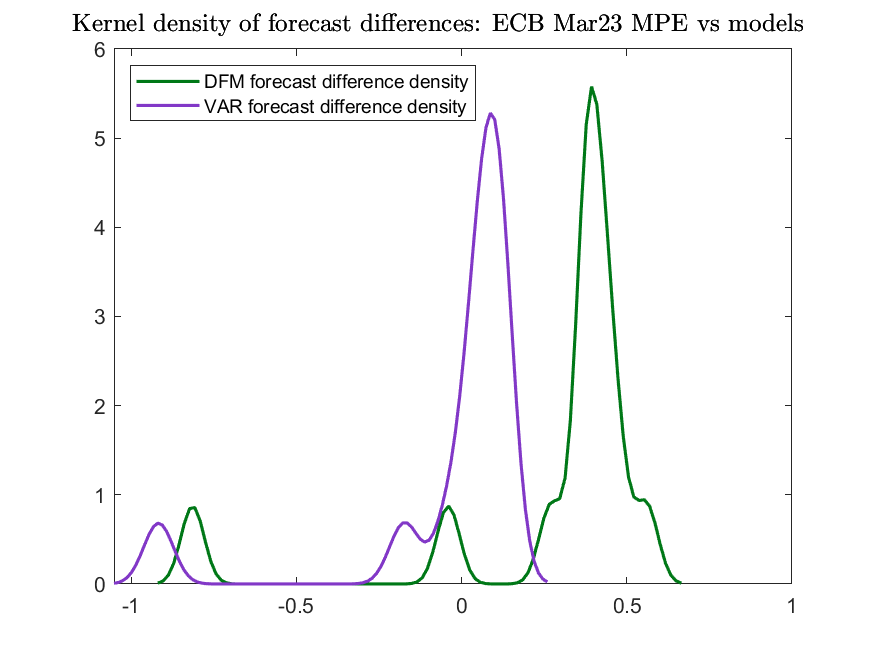 Kernel density of forecast differences: ECB Mar23 MPE vs models
6
DFM forecast difference density
VAR forecast difference density
5
4
3
2
1
0
-1 -0.5 0 0.5 1